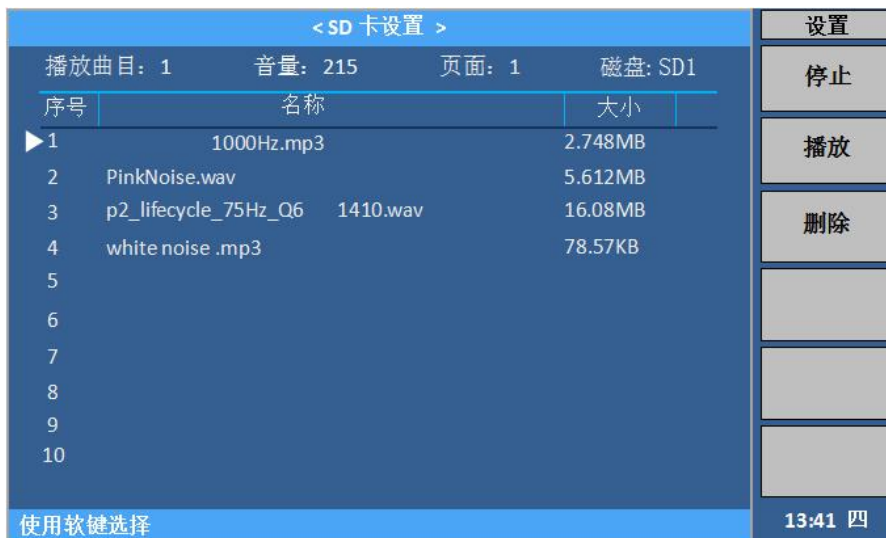 <SD 卡设置 >
设置
播放曲目：1 音量：215 页面：1 磁盘: SD1
停止
序号 名称 大小
1 1000Hz.mp3 2.748MB
播放
2 PinkNoise.wav 5.612MB
3 p2_lifecycle_75Hz_Q6 1410.wav 16.08MB
删除
4 white noise .mp3 78.57KB
5
6
7
8
9
10
使用软键选择
13:41 四